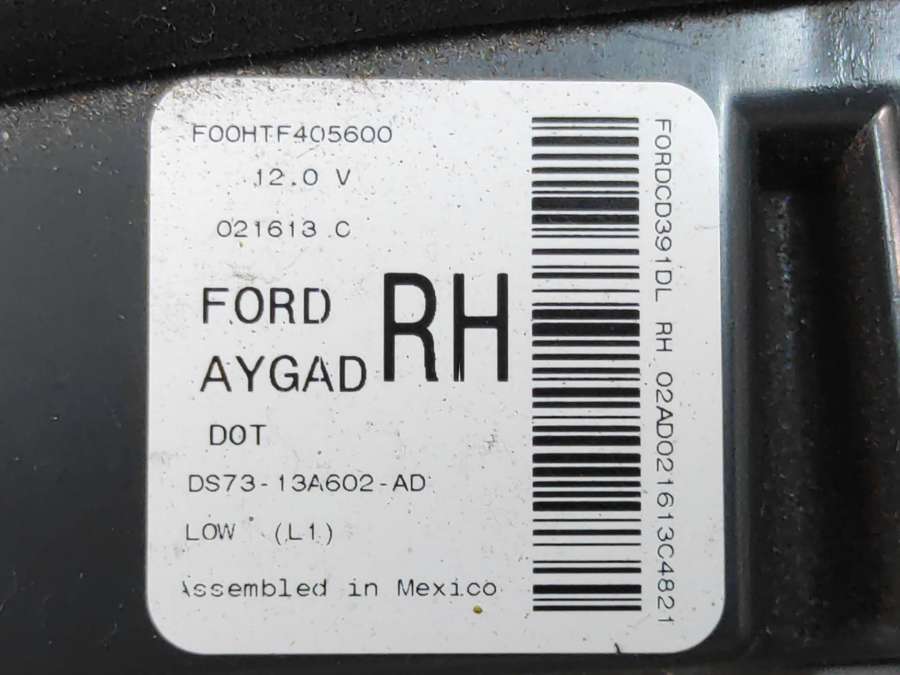 F00HTF405600
12.0 V
021613 C
FORD
RH
AYGAD
DOT
DS73-13A602-AD
LOW (L1)
Assembled in Mexico
FORDCD391DL RH 02AD021613C4821